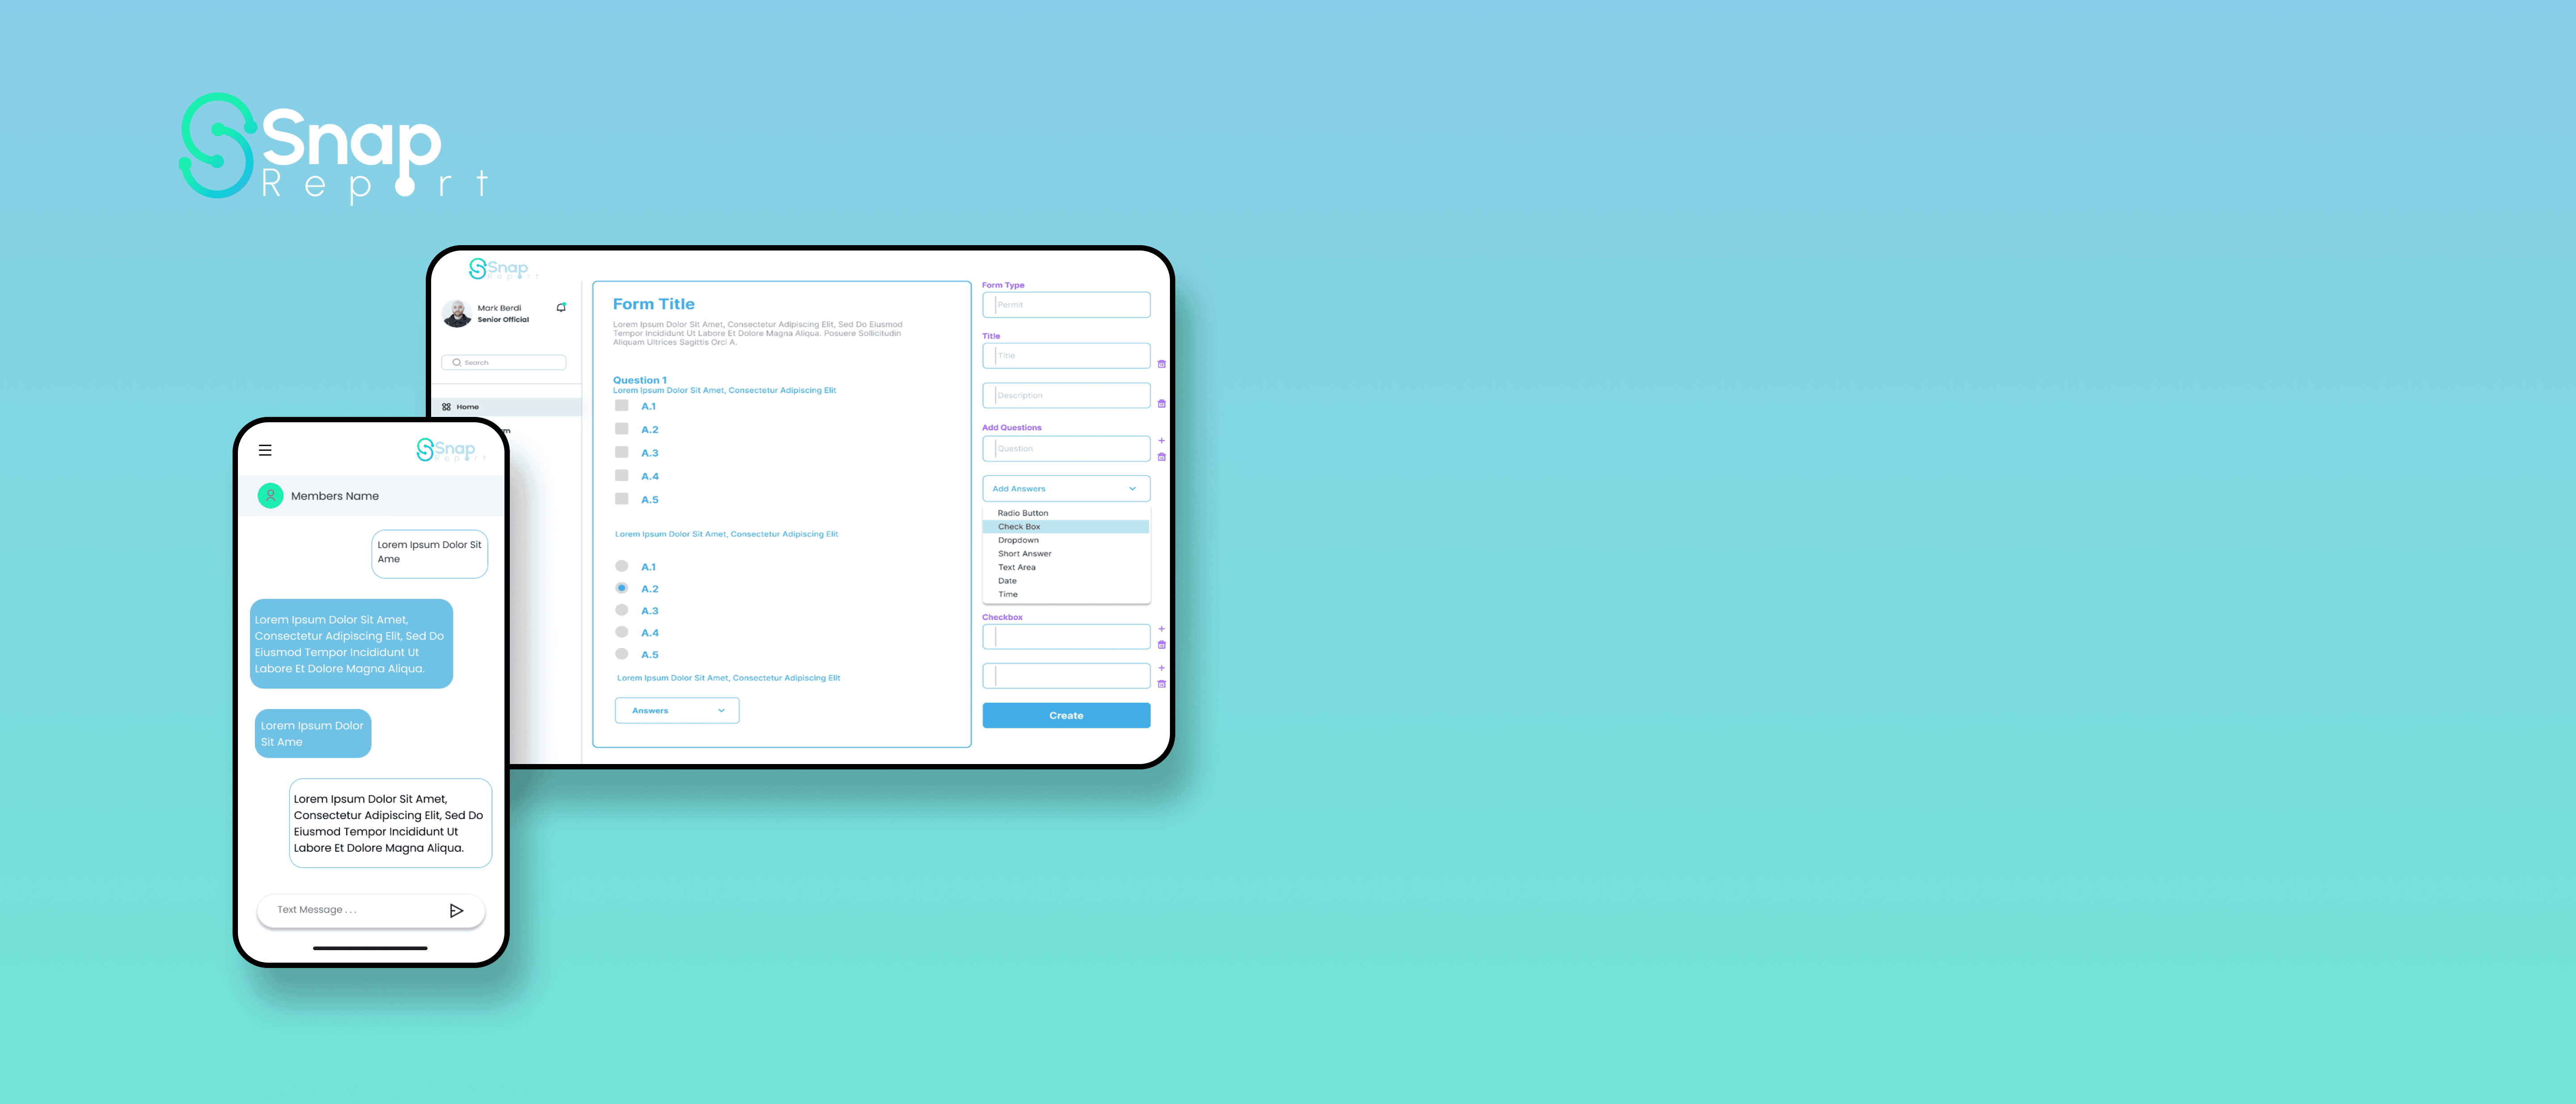 Snap
Report
Snap
Report
Mark Berdi
Senior Official
Search
Home
Form Title
Lorem Ipsum Dolor Sit Amet, Consectetur Adipiscing Elit, Sed Do Eiusmod
Tempor Incididunt Ut Labore Et Dolore Magna Aliqua. Posuere Sollicitudin
Aliquam Ultrices Sagittis Orci A.
Question 1
Lorem Ipsum Dolor Sit Amet, Consectetur Adipiscing Elit
A.1
A.2
A.3
A.4
A.5
Lorem Ipsum Dolor Sit Amet, Consectetur Adipiscing Elit
A.1
A.2
A.3
A.4
A.5
Lorem Ipsum Dolor Sit Amet, Consectetur Adipiscing Elit
Answers
Form Type
Permit
Title
Title
Description
Add Questions
Question
Add Answers
Radio Button
Check Box
Dropdown
Short Answer
Text Area
Date
Time
Checkbox
Create
Snap
Report
Members Name
Lorem Ipsum Dolor Sit
Ame
Lorem Ipsum Dolor Sit Amet,
Consectetur Adipiscing Elit, Sed Do
Eiusmod Tempor Incididunt Ut
Labore Et Dolore Magna Aliqua.
Lorem Ipsum Dolor
Sit Ame
Lorem Ipsum Dolor Sit Amet,
Consectetur Adipiscing Elit, Sed Do
Eiusmod Tempor Incididunt Ut
Labore Et Dolore Magna Aliqua.
Text Message . . .